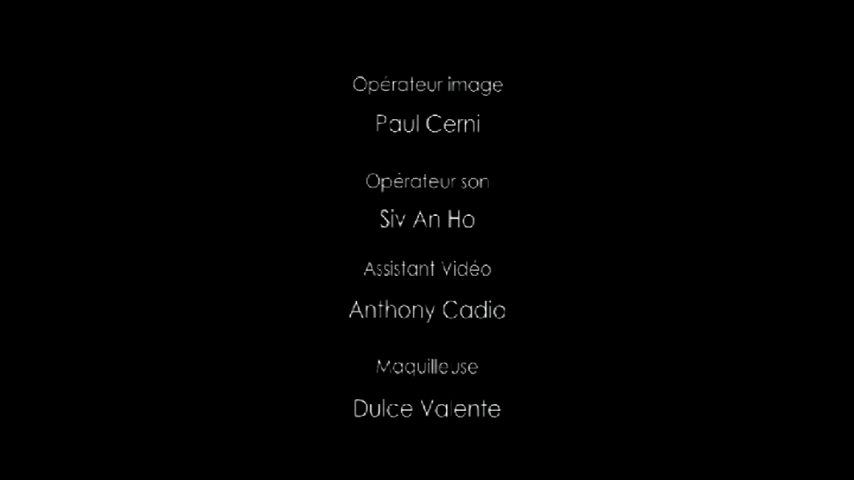 Opérateur image
Paul Cerni
Opérateur son
Siv An Ho
Assistant Vidéo
Anthony Cadio
Maquilleuse
Dulce Valente